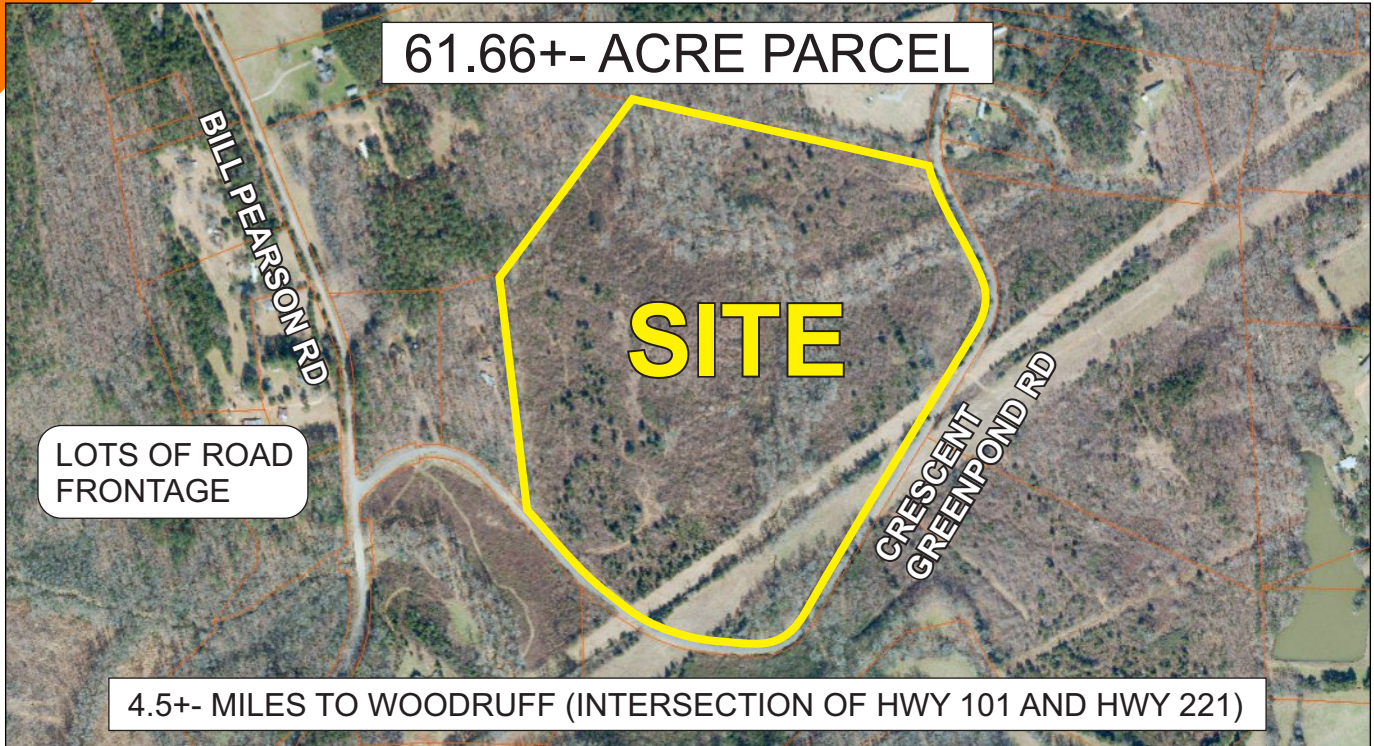 61.66+- ACRE PARCEL
BILL PEARSON RD
SITE
LOTS OF ROAD
FRONTAGE
CRESCENT
GREENPOND RD
4.5+- MILES TO WOODRUFF (INTERSECTION OF HWY 101 AND HWY 221)